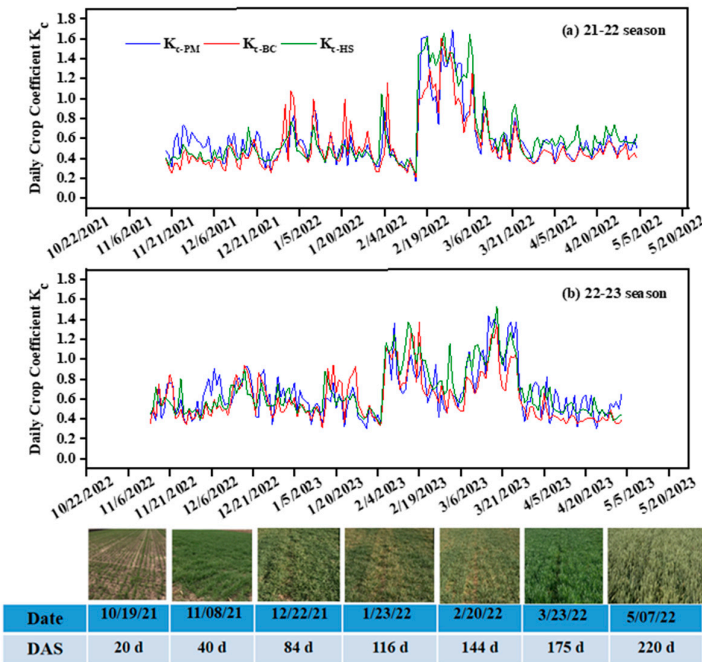 (a) 21-22 season
K_c-PM K_c-BC K_c-HS
Daily Crop Coefficient K_c
1.8
1.6
1.4
1.2
1.0
0.8
0.6
0.4
0.2
0.0
10/22/2021 11/6/2021 11/21/2021 12/6/2021 12/21/2021 1/5/2022 1/20/2022 2/4/2022 2/19/2022 3/6/2022 3/21/2022 4/5/2022 4/20/2022 5/5/2022 5/20/2022
(b) 22-23 season
Daily Crop Coefficient K_c
1.8
1.6
1.4
1.2
1.0
0.8
0.6
0.4
0.2
0.0
10/22/2022 11/6/2022 11/21/2022 12/6/2022 12/21/2022 1/5/2023 1/20/2023 2/4/2023 2/19/2023 3/6/2023 3/21/2023 4/5/2023 4/20/2023 5/5/2023 5/20/2023
Date 10/19/21 11/08/21 12/22/21 1/23/22 2/20/22 3/23/22 5/07/22
DAS 20 d 40 d 84 d 116 d 144 d 175 d 220 d